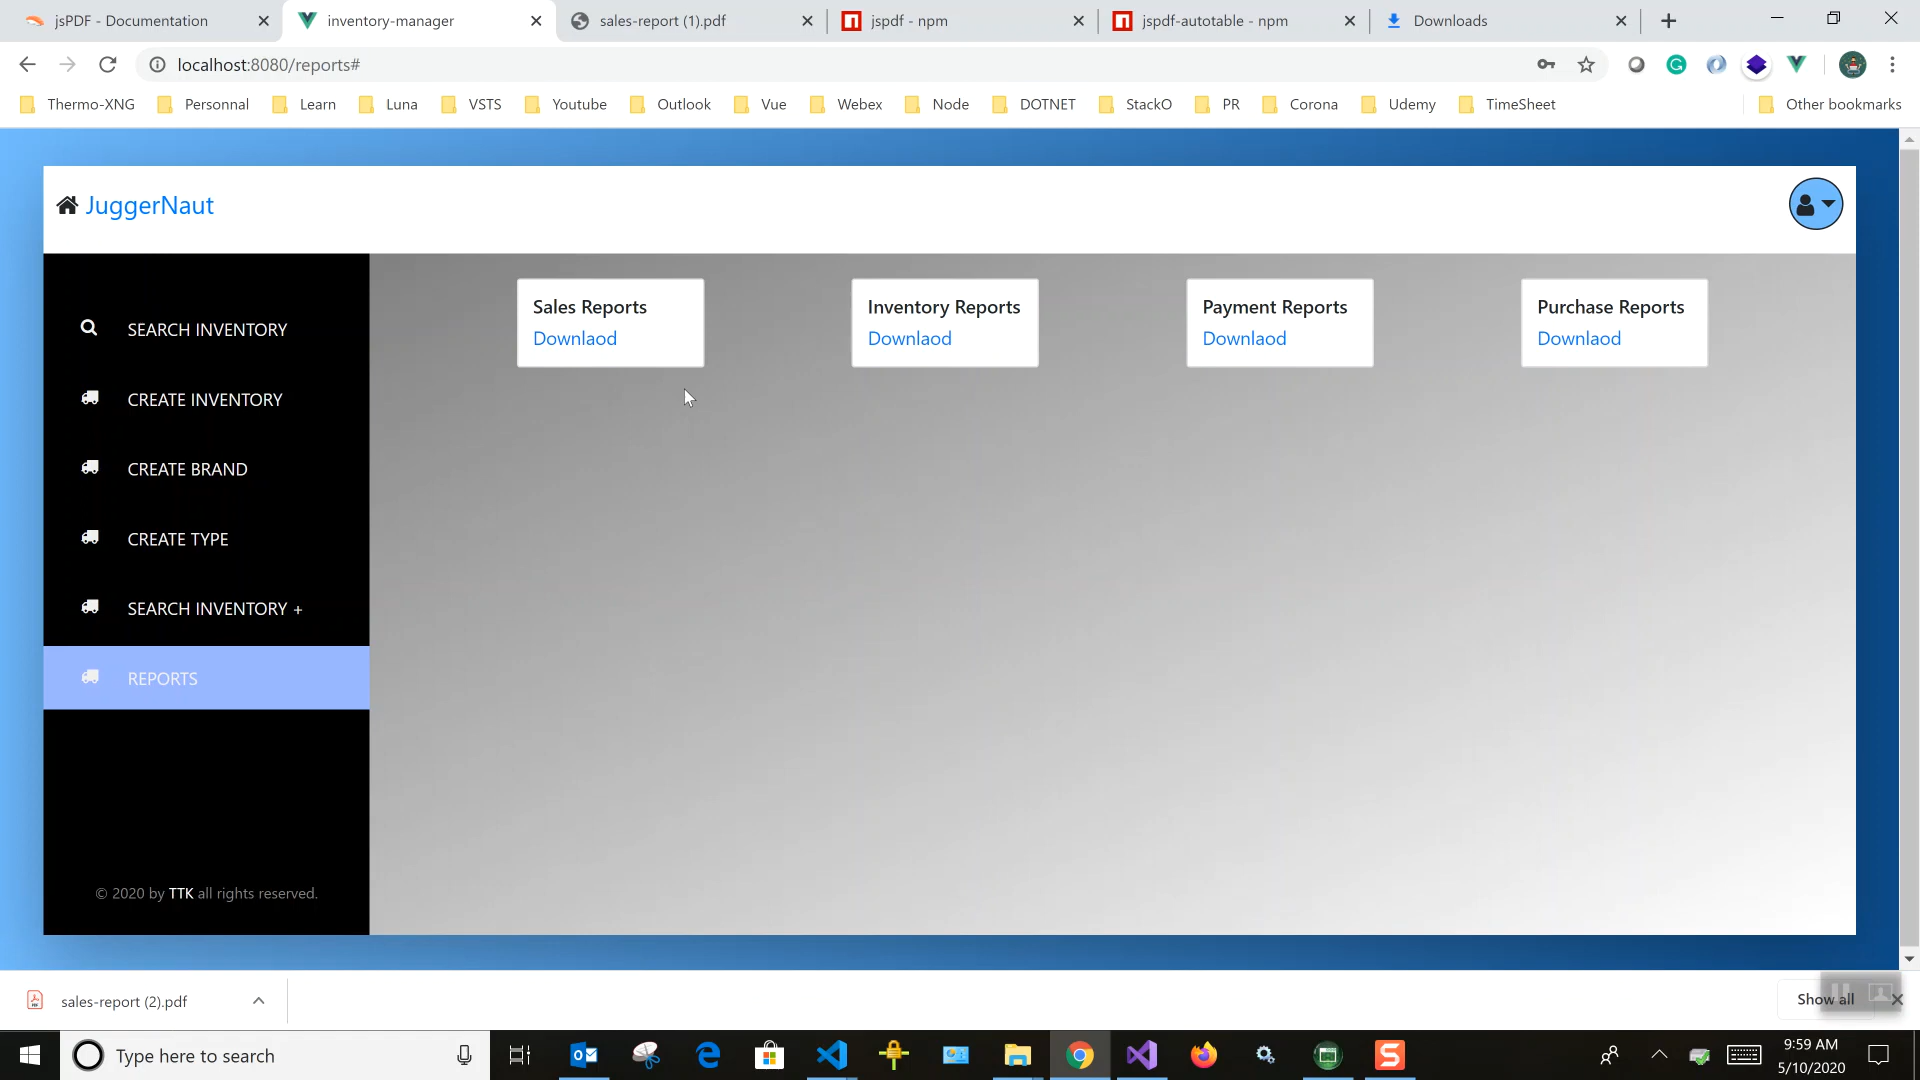 jsPDF - Documentation
inventory-manager
sales-report (1).pdf
jspdf - npm
jspdf-autotable - npm
Downloads
localhost:8080/reports#
Thermo-XNG
Personnal
Learn
Luna
VSTS
Youtube
Outlook
Vue
Webex
Node
DOTNET
StackO
PR
Corona
Udemy
TimeSheet
Other bookmarks
JuggerNaut
SEARCH INVENTORY
CREATE INVENTORY
CREATE BRAND
CREATE TYPE
SEARCH INVENTORY +
REPORTS
© 2020 by TTK all rights reserved.
Sales Reports
Downlaod
Inventory Reports
Downlaod
Payment Reports
Downlaod
Purchase Reports
Downlaod
sales-report (2).pdf
Show all
Type here to search
9:59 AM
5/10/2020